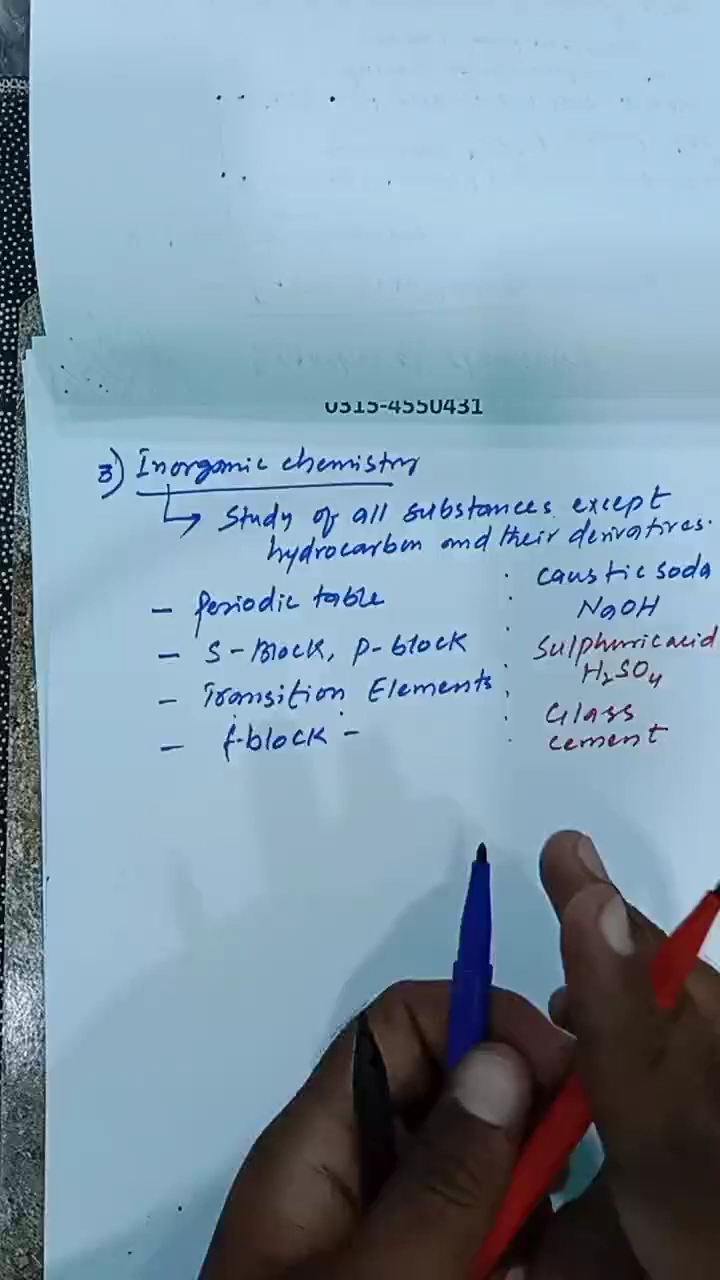 0315-4550431
3) Inorganic chemistry
↳ Study of all substances except
hydrocarbon and their derivatives.
- Periodic table
- S-Block, P-block
- Transition Elements
- f-block -
caustic soda
NaOH
Sulphuric acid
H₂SO₄
Glass
cement